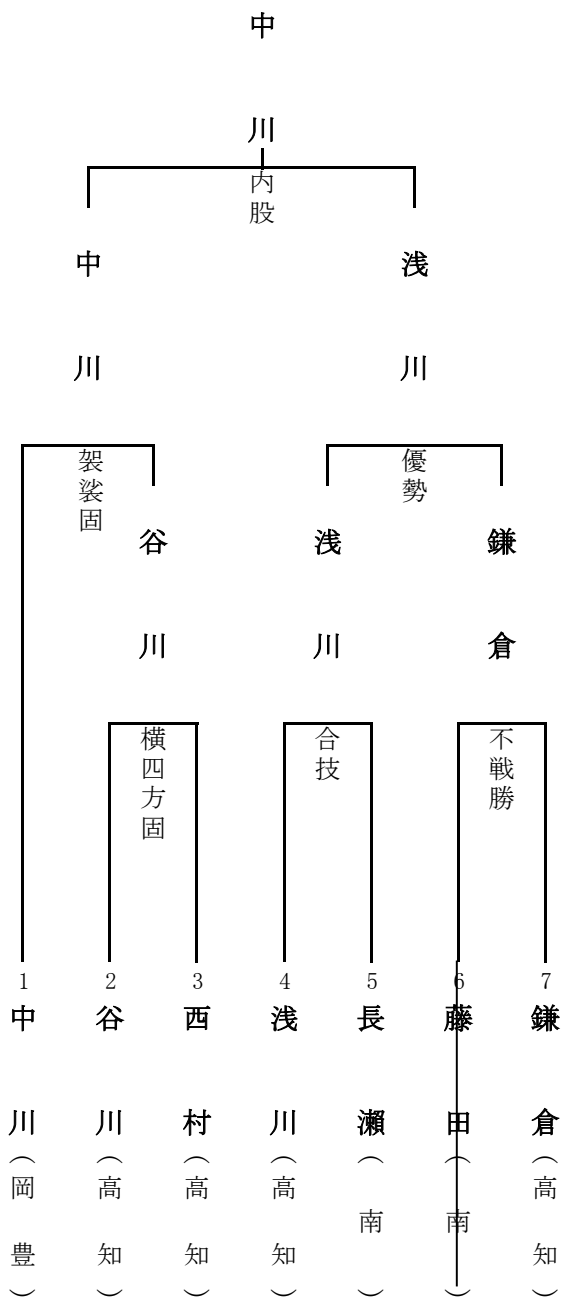 中川
内股
中川
浅川
袈裟固
優勢
谷川
浅川
鎌倉
横四方固
合技
不戦勝
1 中川（岡豊）
2 谷川（高知）
3 西村（高知）
4 浅川（高知）
5 長瀬（南）
6 藤田（南）
7 鎌倉（高知）